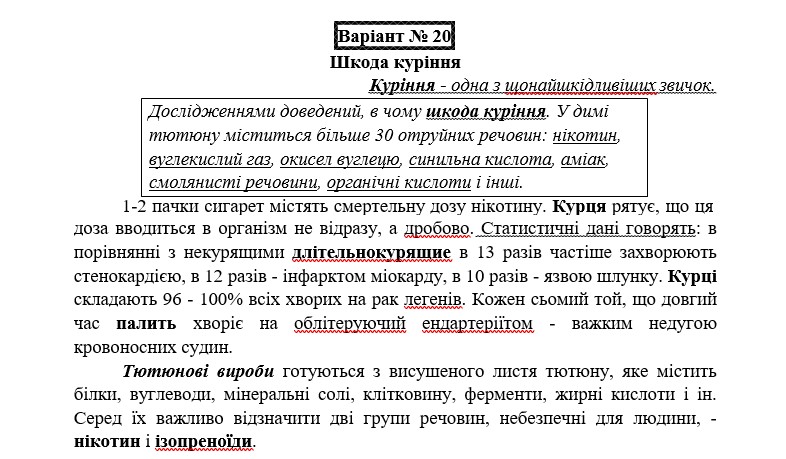 Варіант № 20
Шкода куріння
Куріння - одна з щонайшкідливіших звичок.
Дослідженнями доведений, в чому шкода куріння. У димі
тютюну міститься більше 30 отруйних речовин: нікотин,
вуглекислий газ, окисел вуглецю, синильна кислота, аміак,
смолянисті речовини, органічні кислоти і інші.
1-2 пачки сигарет містять смертельну дозу нікотину. Курця рятує, що ця
доза вводиться в організм не відразу, а дробово. Статистичні дані говорять: в
порівнянні з некурящими длітельнокурящие в 13 разів частіше захворюють
стенокардією, в 12 разів - інфарктом міокарду, в 10 разів - язвою шлунку. Курці
складають 96 - 100% всіх хворих на рак легенів. Кожен сьомий той, що довгий
час палить хворіє на облітеруючий ендартеріїтом - важким недугою
кровоносних судин.
Тютюнові вироби готуються з висушеного листя тютюну, яке містить
білки, вуглеводи, мінеральні солі, клітковину, ферменти, жирні кислоти і ін.
Серед їх важливо відзначити дві групи речовин, небезпечні для людини, -
нікотин і ізопреноїди.